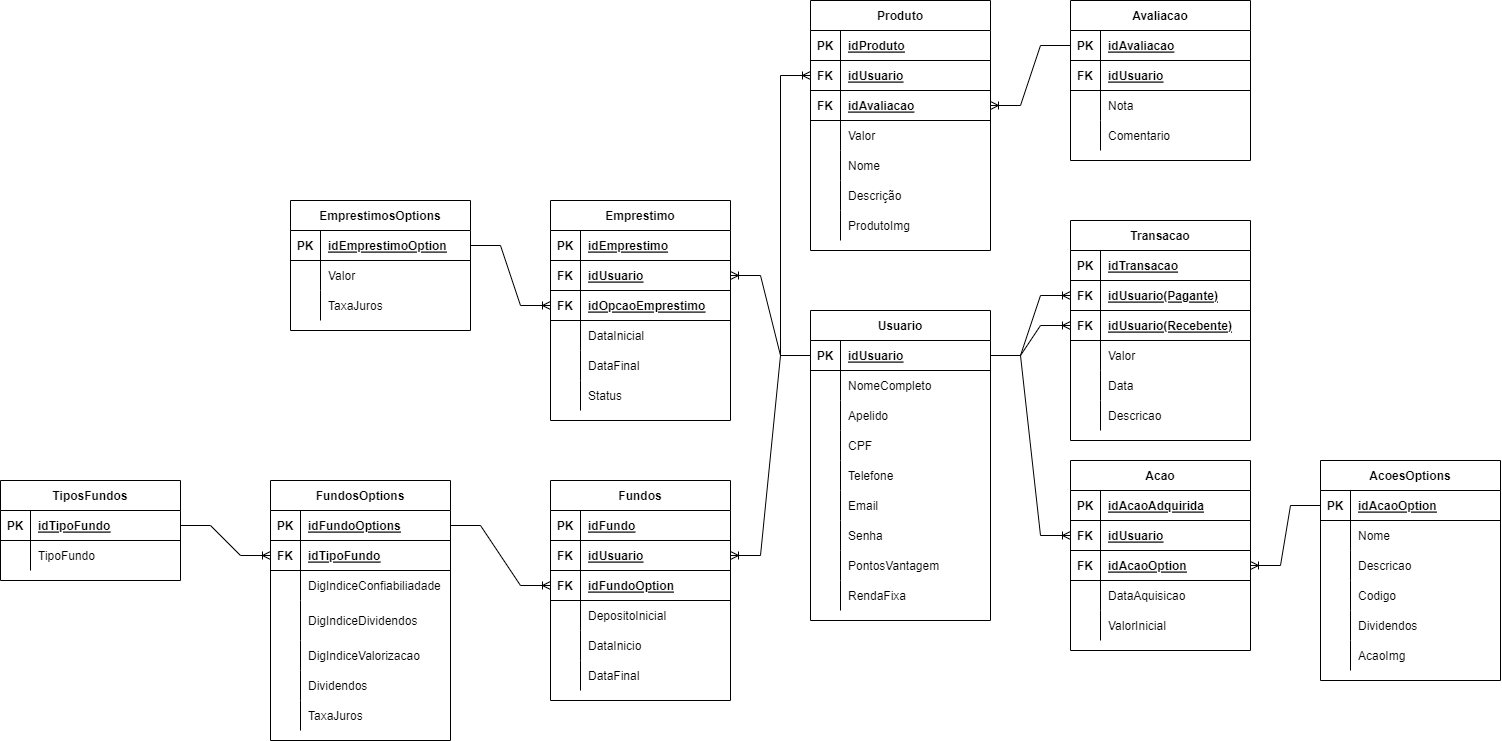 Produto
PK idProduto
FK idUsuario
FK idAvaliacao
Valor
Nome
Descrição
ProdutoImg
Avaliacao
PK idAvaliacao
FK idUsuario
Nota
Comentario
EmprestimosOptions
PK idEmprestimoOption
Valor
TaxaJuros
Emprestimo
PK idEmprestimo
FK idUsuario
FK idOpcaoEmprestimo
DataInicial
DataFinal
Status
Usuario
PK idUsuario
NomeCompleto
Apelido
CPF
Telefone
Email
Senha
PontosVantagem
RendaFixa
Transacao
PK idTransacao
FK idUsuario(Pagante)
FK idUsuario(Recebente)
Valor
Data
Descricao
TiposFundos
PK idTipoFundo
TipoFundo
FundosOptions
PK idFundoOptions
FK idTipoFundo
DigIndiceConfiabiliadade
DigIndiceDividendos
DigIndiceValorizacao
Dividendos
TaxaJuros
Fundos
PK idFundo
FK idUsuario
FK idFundoOption
DepositoInicial
DataInicio
DataFinal
Acao
PK idAcaoAdquirida
FK idUsuario
FK idAcaoOption
DataAquisicao
ValorInicial
AcoesOptions
PK idAcaoOption
Nome
Descricao
Codigo
Dividendos
AcaoImg